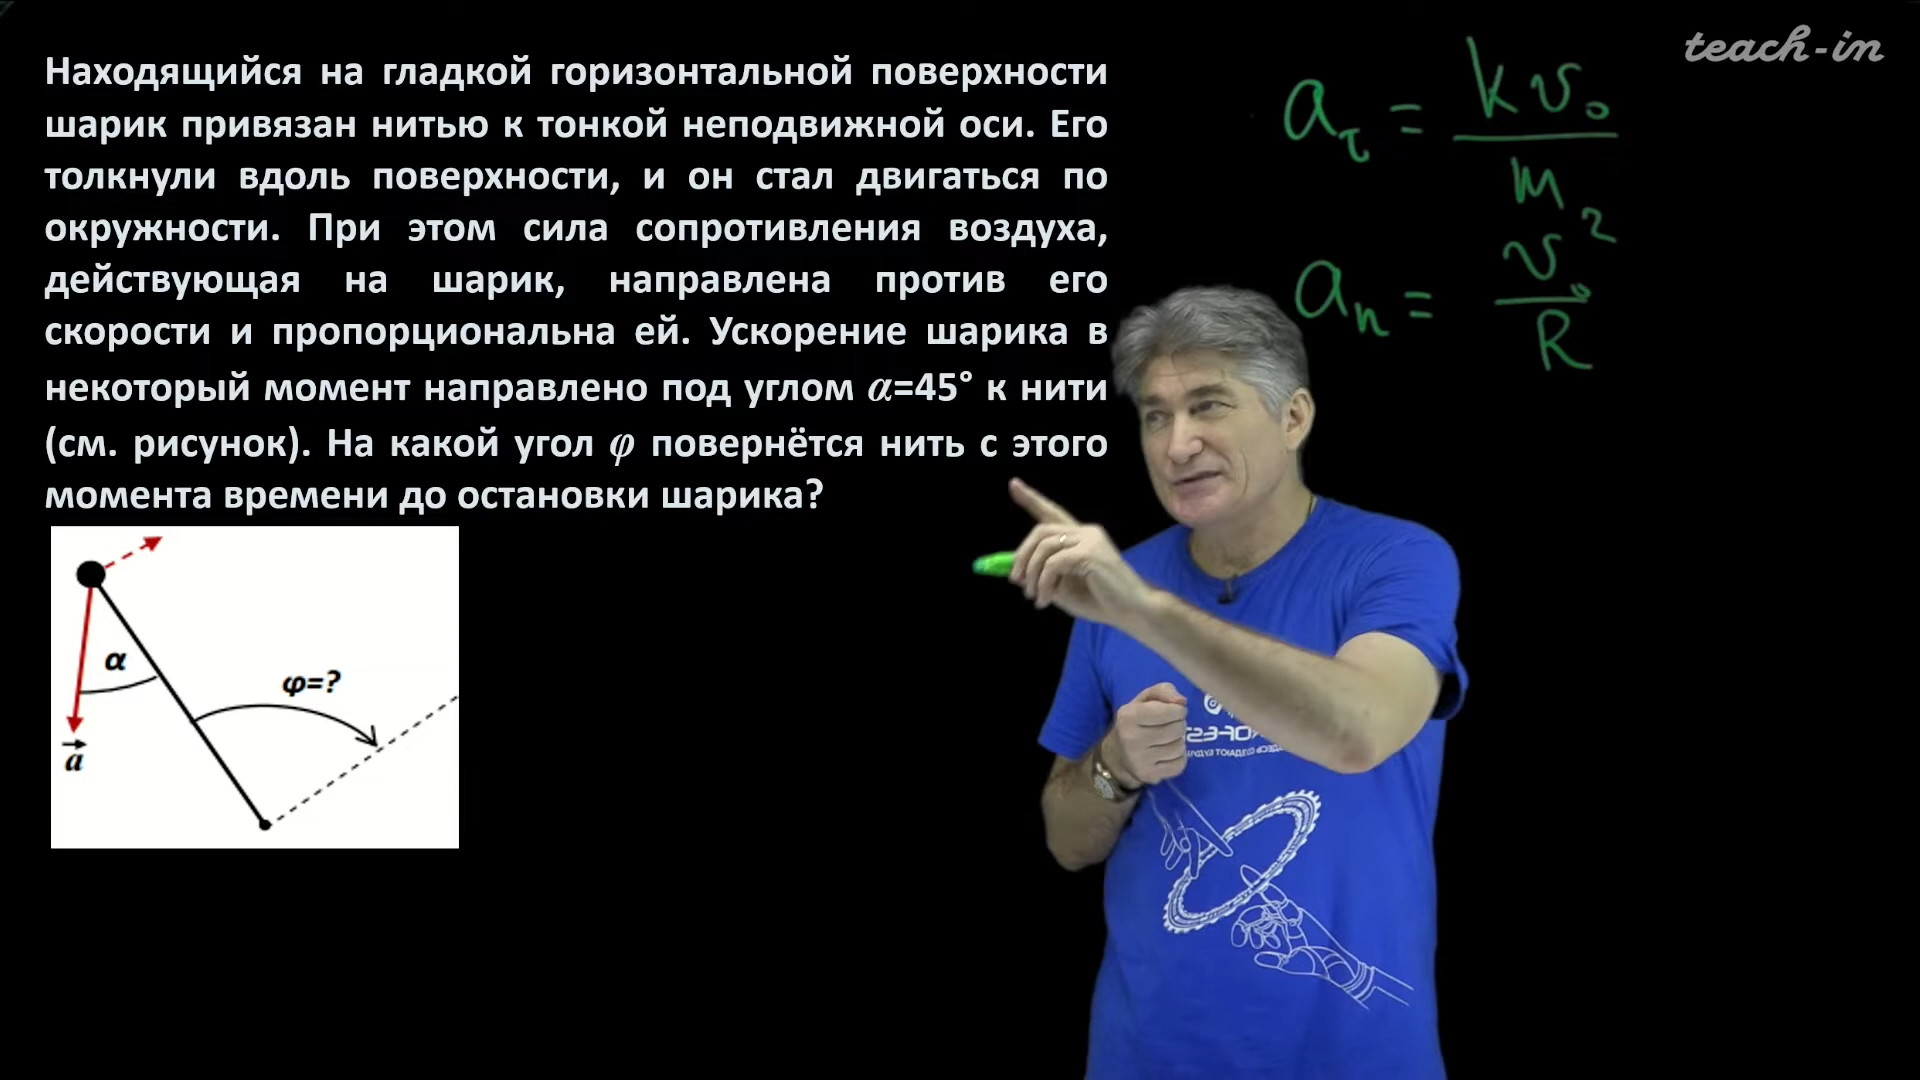 teach-in
Находящийся на гладкой горизонтальной поверхности
шарик привязан нитью к тонкой неподвижной оси. Его
толкнули вдоль поверхности, и он стал двигаться по
окружности. При этом сила сопротивления воздуха,
действующая на шарик, направлена против его
скорости и пропорциональна ей. Ускорение шарика в
некоторый момент направлено под углом α=45° к нити
(см. рисунок). На какой угол φ повернётся нить с этого
момента времени до остановки шарика?
a_τ = kv₀/m
a_n = v₀²/R
α
φ=?
a⃗